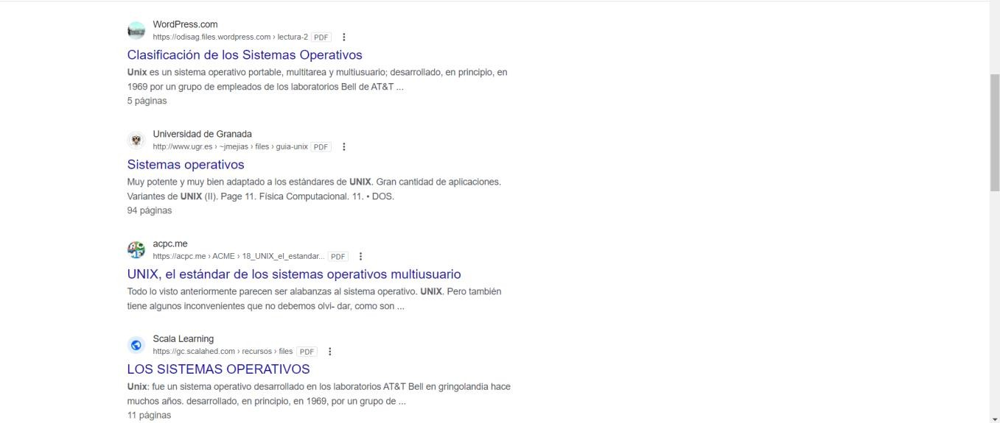 WordPress.com
https://odisag.files.wordpress.com › lectura-2 PDF
Clasificación de los Sistemas Operativos
Unix es un sistema operativo portable, multitarea y multiusuario; desarrollado, en principio, en
1969 por un grupo de empleados de los laboratorios Bell de AT&T ...
5 páginas
Universidad de Granada
http://www.ugr.es › ~jmejias › files › guia-unix PDF
Sistemas operativos
Muy potente y muy bien adaptado a los estándares de UNIX. Gran cantidad de aplicaciones.
Variantes de UNIX (II). Page 11. Física Computacional. 11. • DOS.
94 páginas
acpc.me
https://acpc.me › ACME › 18_UNIX_el_estandar... PDF
UNIX, el estándar de los sistemas operativos multiusuario
Todo lo visto anteriormente parecen ser alabanzas al sistema operativo. UNIX. Pero también
tiene algunos inconvenientes que no debemos olvi- dar, como son ...
Scala Learning
https://gc.scalahed.com › recursos › files PDF
LOS SISTEMAS OPERATIVOS
Unix: fue un sistema operativo desarrollado en los laboratorios AT&T Bell en gringolandia hace
muchos años. desarrollado, en principio, en 1969, por un grupo de ...
11 páginas